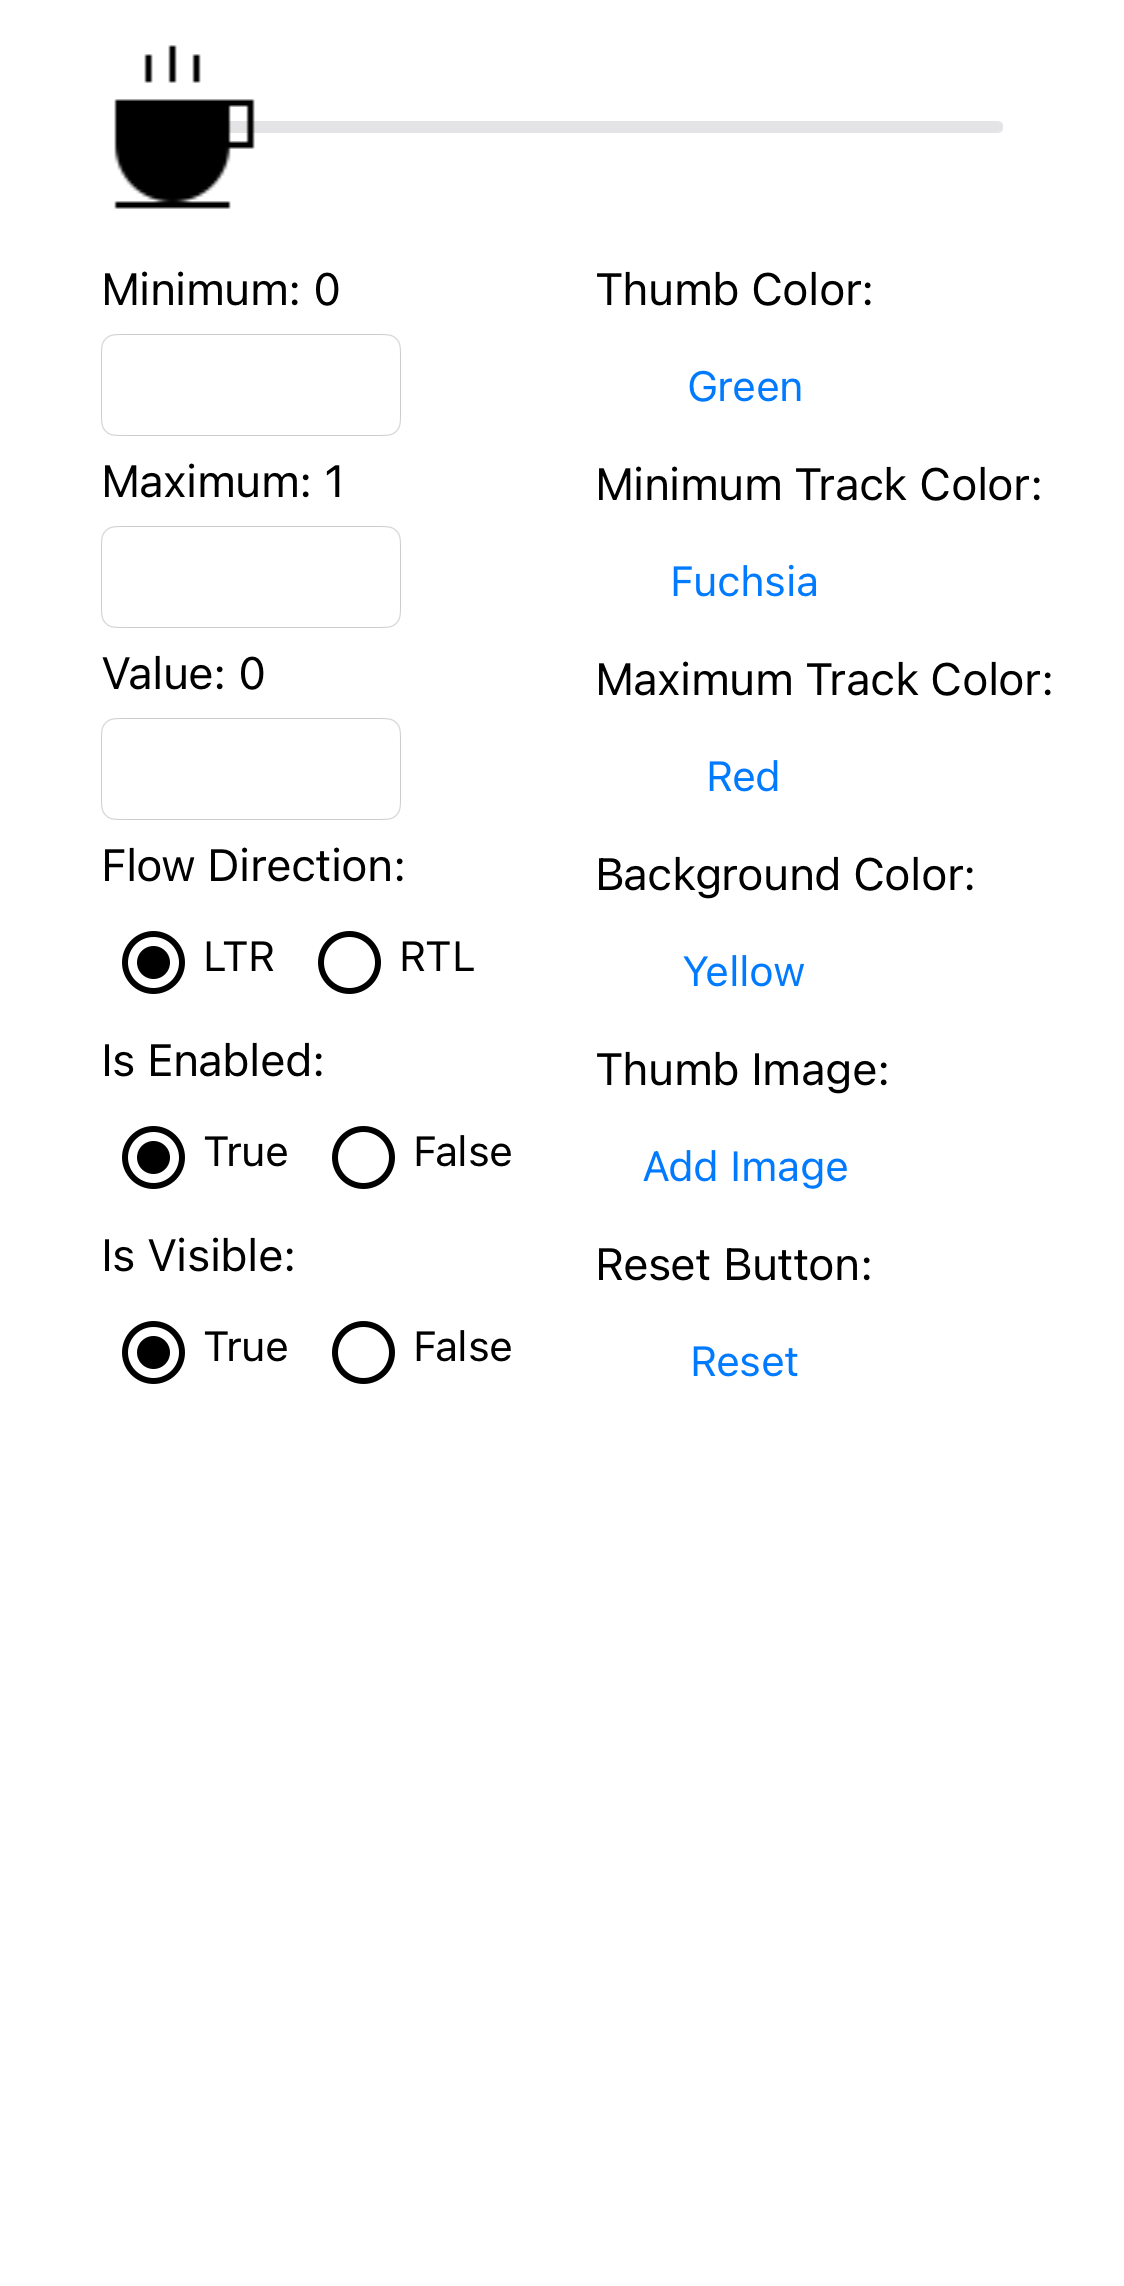 Minimum: 0
Maximum: 1
Value: 0
Flow Direction:
LTR RTL
Is Enabled:
True False
Is Visible:
True False
Thumb Color:
Green
Minimum Track Color:
Fuchsia
Maximum Track Color:
Red
Background Color:
Yellow
Thumb Image:
Add Image
Reset Button:
Reset